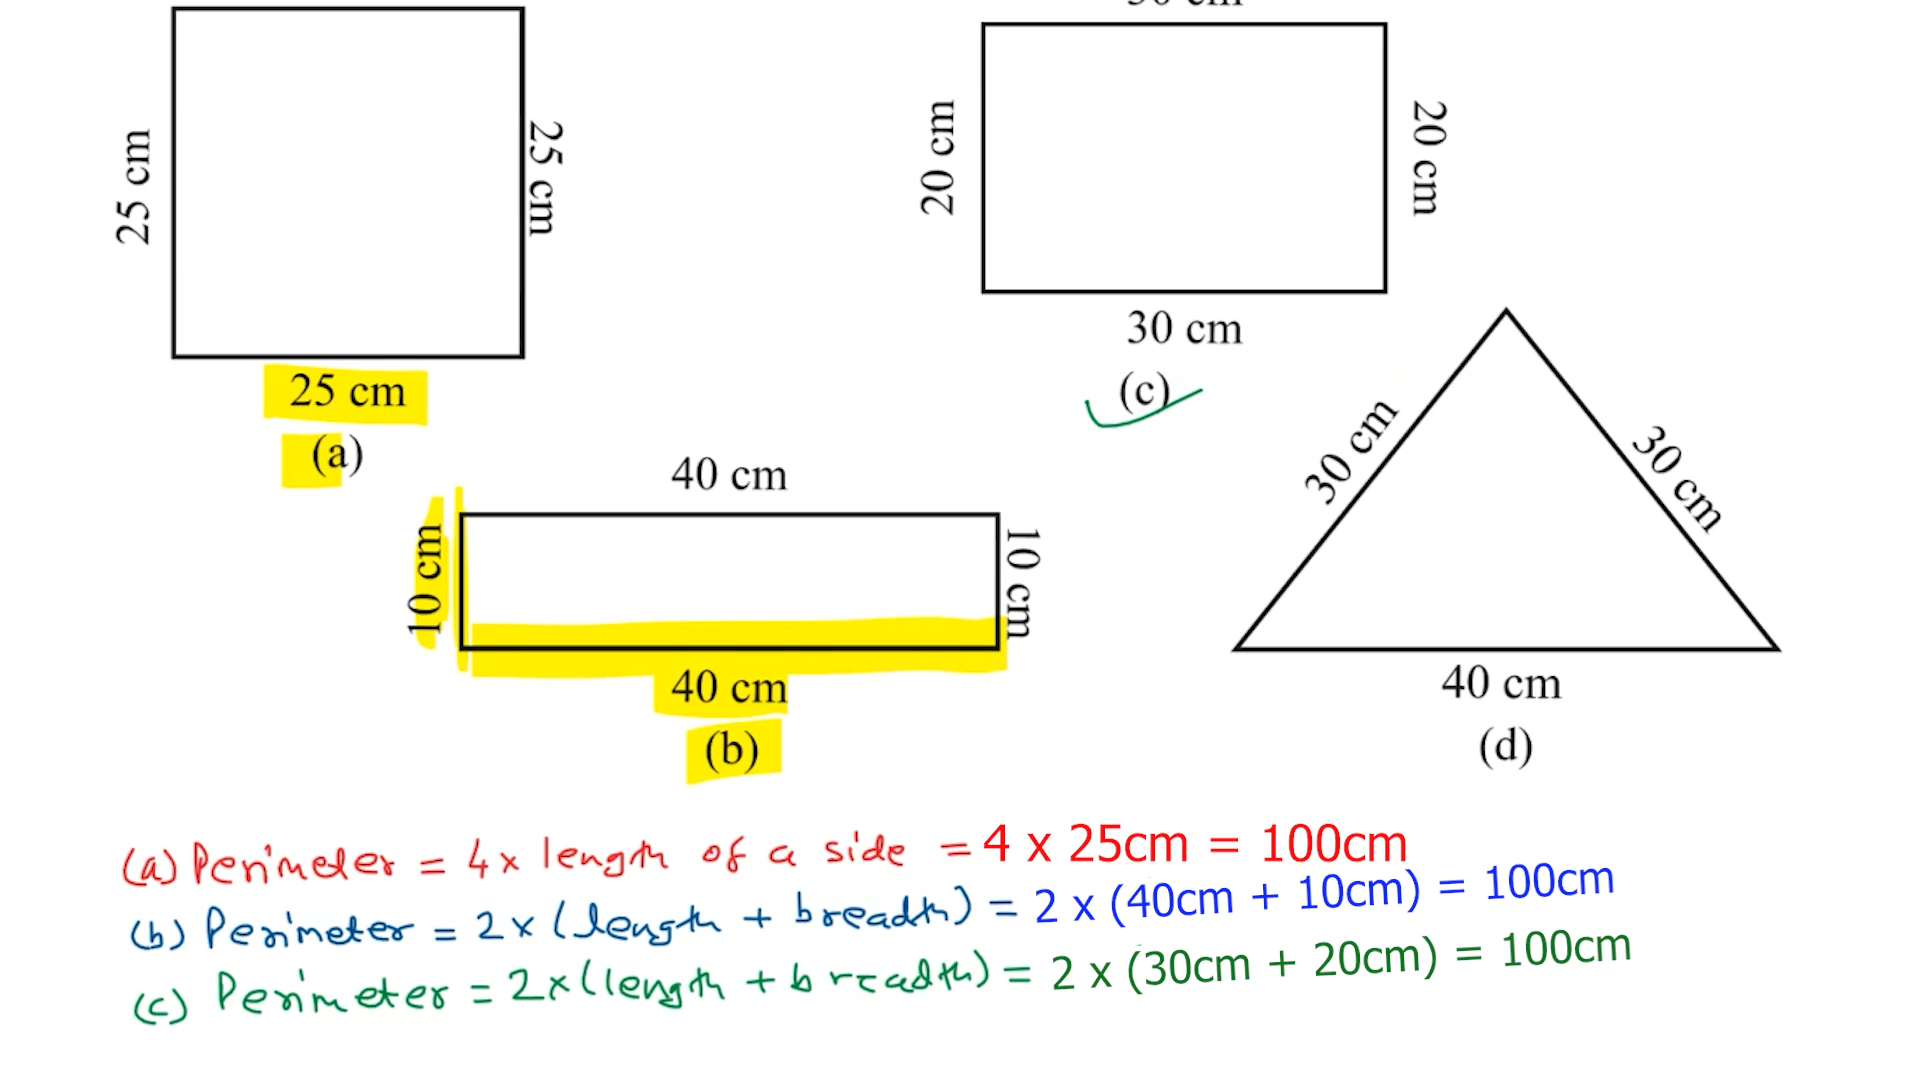 25 cm
25 cm
25 cm
(a)
20 cm
20 cm
30 cm
(c)
40 cm
10 cm
10 cm
40 cm
(b)
30 cm
30 cm
40 cm
(d)
(a) Perimeter = 4 x length of a side = 4 x 25cm = 100cm
(b) Perimeter = 2 x (length + breadth) = 2 x (40cm + 10cm) = 100cm
(c) Perimeter = 2 x (length + breadth) = 2 x (30cm + 20cm) = 100cm